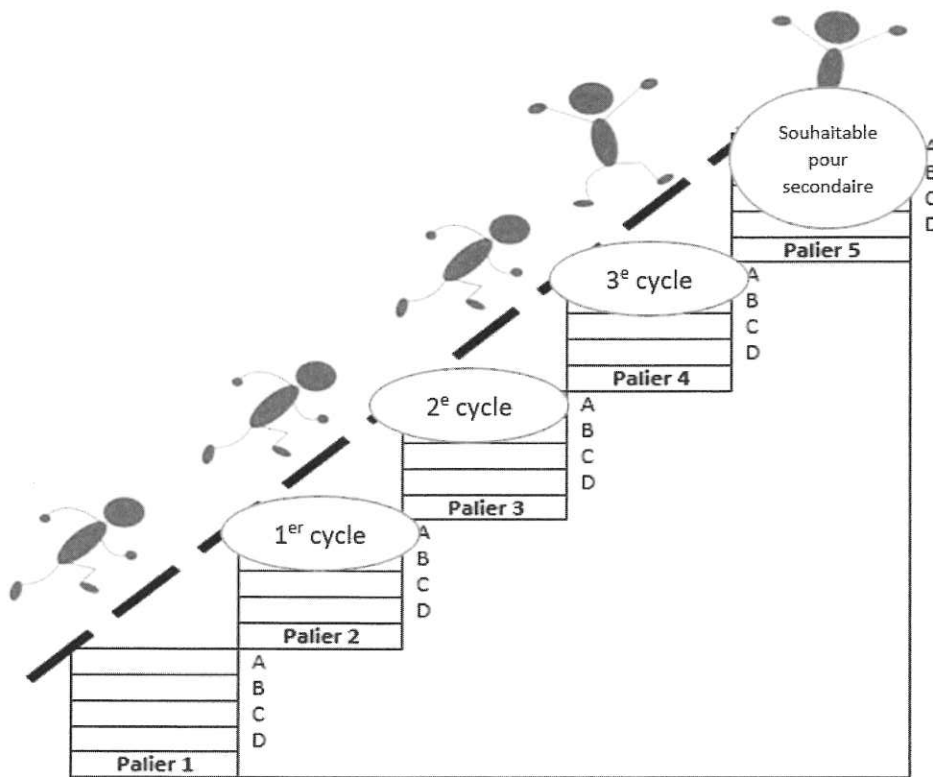 Souhaitable
pour
secondaire
A
B
C
D
Palier 5
3e cycle
A
B
C
D
Palier 4
2e cycle
A
B
C
D
Palier 3
1er cycle
A
B
C
D
Palier 2
A
B
C
D
Palier 1